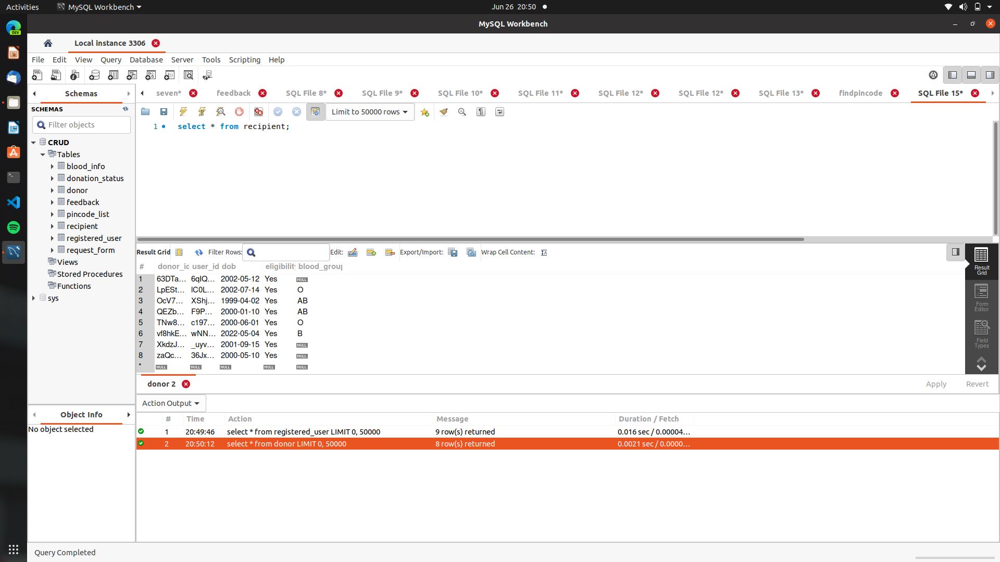 Activities MySQL Workbench Jun 26 20:50
MySQL Workbench
Local instance 3306
File Edit View Query Database Server Tools Scripting Help
Schemas
seven* feedback SQL File 8* SQL File 9* SQL File 10* SQL File 11* SQL File 12* SQL File 12* SQL File 13* findpincode SQL File 15*
SCHEMAS
Filter objects
Limit to 50000 rows
1 select * from recipient;
CRUD
Tables
blood_info
donation_status
donor
feedback
pincode_list
recipient
registered_user
request_form
Views
Stored Procedures
Functions
sys
Result Grid Filter Rows: Edit: Export/Import: Wrap Cell Content:
# donor_id user_id dob eligibility blood_group
1 63DTa... 6qIQ... 2002-05-12 Yes NULL
2 LpESt... lC0L... 2002-07-14 Yes O
3 OcV7... XShj... 1999-04-02 Yes AB
4 QEZb... F9P... 2000-01-10 Yes AB
5 TNw8... c197... 2000-06-01 Yes O
6 vf8hkE... wNN... 2022-05-04 Yes B
7 XkdzJ... _uyv... 2001-09-15 Yes NULL
8 zaQc... 36Jx... 2000-05-10 Yes NULL
* NULL NULL NULL NULL NULL
Result Grid
Form Editor
Field Types
donor 2 Apply Revert
Action Output
Object Info
No object selected
# Time Action Message Duration / Fetch
1 20:49:46 select * from registered_user LIMIT 0, 50000 9 row(s) returned 0.016 sec / 0.00004...
2 20:50:12 select * from donor LIMIT 0, 50000 8 row(s) returned 0.0021 sec / 0.0000...
Query Completed